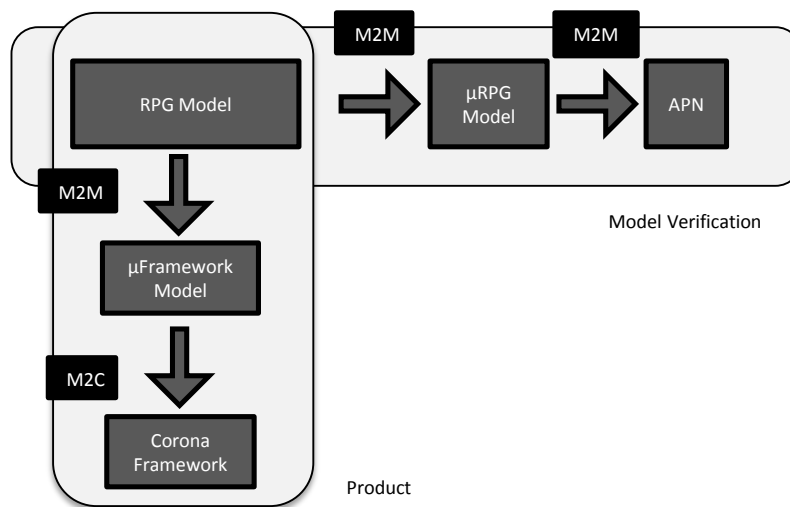 M2M
M2M
RPG Model
μRPG
Model
APN
M2M
Model Verification
μFramework
Model
M2C
Corona
Framework
Product